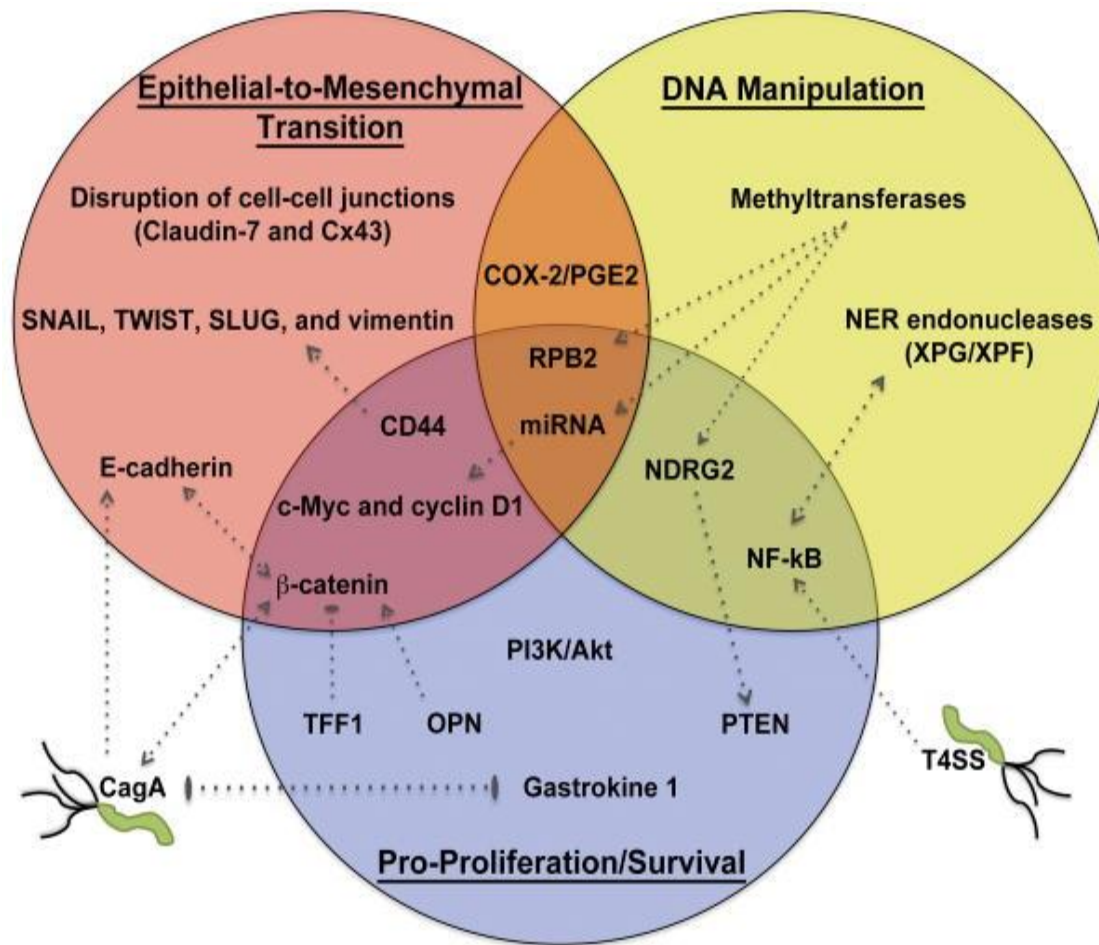 Epithelial-to-Mesenchymal
Transition
DNA Manipulation
Disruption of cell-cell junctions
(Claudin-7 and Cx43)
Methyltransferases
COX-2/PGE2
SNAIL, TWIST, SLUG, and vimentin
NER endonucleases
(XPG/XPF)
RPB2
CD44
miRNA
E-cadherin
NDRG2
c-Myc and cyclin D1
NF-kB
β-catenin
PI3K/Akt
TFF1
OPN
PTEN
T4SS
CagA
Gastrokine 1
Pro-Proliferation/Survival